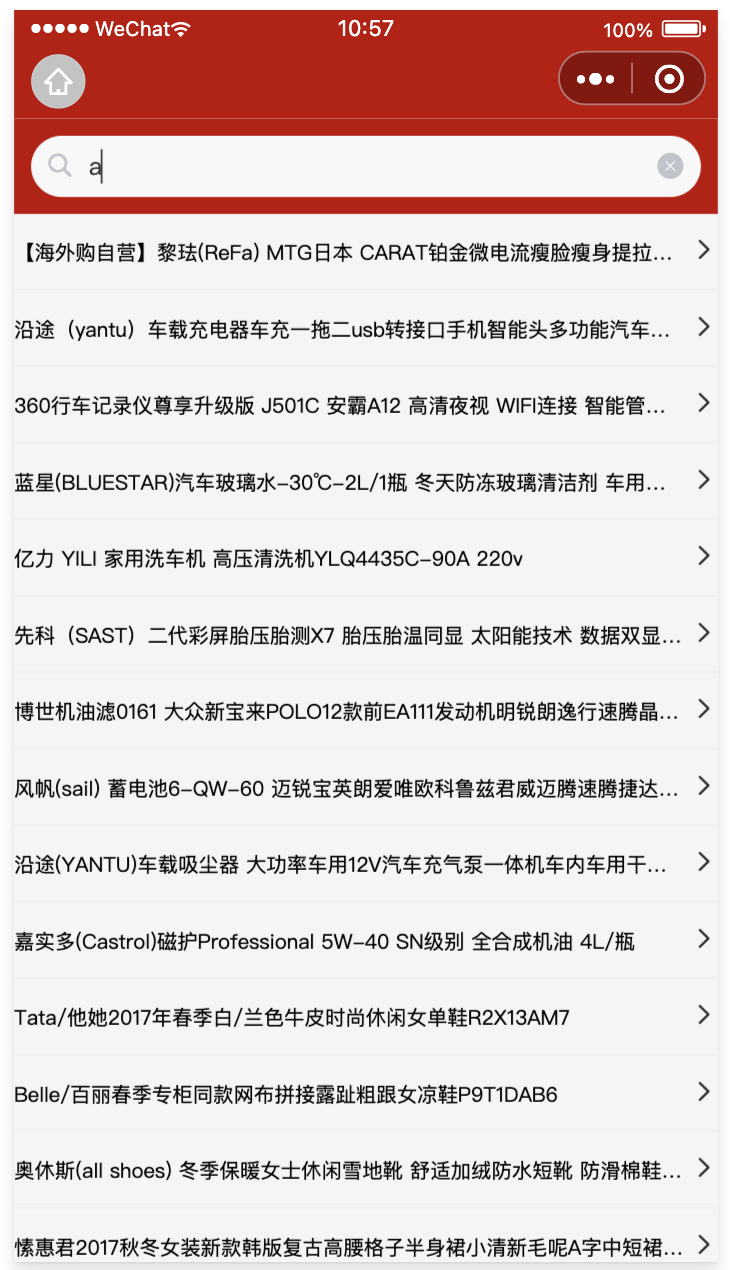 WeChat 10:57 100%
a
【海外购自营】黎珐(ReFa) MTG日本 CARAT铂金微电流瘦脸瘦身提拉...
沿途（yantu）车载充电器车充一拖二usb转接口手机智能头多功能汽车...
360行车记录仪尊享升级版 J501C 安霸A12 高清夜视 WIFI连接 智能管...
蓝星(BLUESTAR)汽车玻璃水-30℃-2L/1瓶 冬天防冻玻璃清洁剂 车用...
亿力 YILI 家用洗车机 高压清洗机YLQ4435C-90A 220v
先科（SAST）二代彩屏胎压胎测X7 胎压胎温同显 太阳能技术 数据双显...
博世机油滤0161 大众新宝来POLO12款前EA111发动机明锐朗逸行速腾晶...
风帆(sail) 蓄电池6-QW-60 迈锐宝英朗爱唯欧科鲁兹君威迈腾速腾捷达...
沿途(YANTU)车载吸尘器 大功率车用12V汽车充气泵一体机车内车用干...
嘉实多(Castrol)磁护Professional 5W-40 SN级别 全合成机油 4L/瓶
Tata/他她2017年春季白/兰色牛皮时尚休闲女单鞋R2X13AM7
Belle/百丽春季专柜同款网布拼接露趾粗跟女凉鞋P9T1DAB6
奥休斯(all shoes) 冬季保暖女士休闲雪地靴 舒适加绒防水短靴 防滑棉鞋...
愫惠君2017秋冬女装新款韩版复古高腰格子半身裙小清新毛呢A字中短裙...